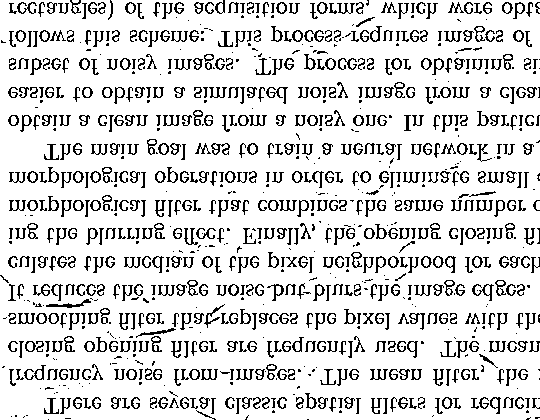 There are several classic spatial filters for reducin
frequency noise from images. The mean filter, the
closing opening filter are frequently used. The mean
smoothing filter that replaces the pixel values with the
It reduces the image noise but blurs the image edges.
culates the median of the pixel neighborhood for each
ing the blurring effect. Finally, the opening closing fil
morphological filter that combines the same number o
morphological operations in order to eliminate small
The main goal was to train a neural network in a
obtain a clean image from a noisy one. In this particu
easier to obtain a simulated noisy image from a clea
subset of noisy images. The process for obtaining si
follows this scheme: This process requires images of
rectangles) of the acquisition forms, which were obta